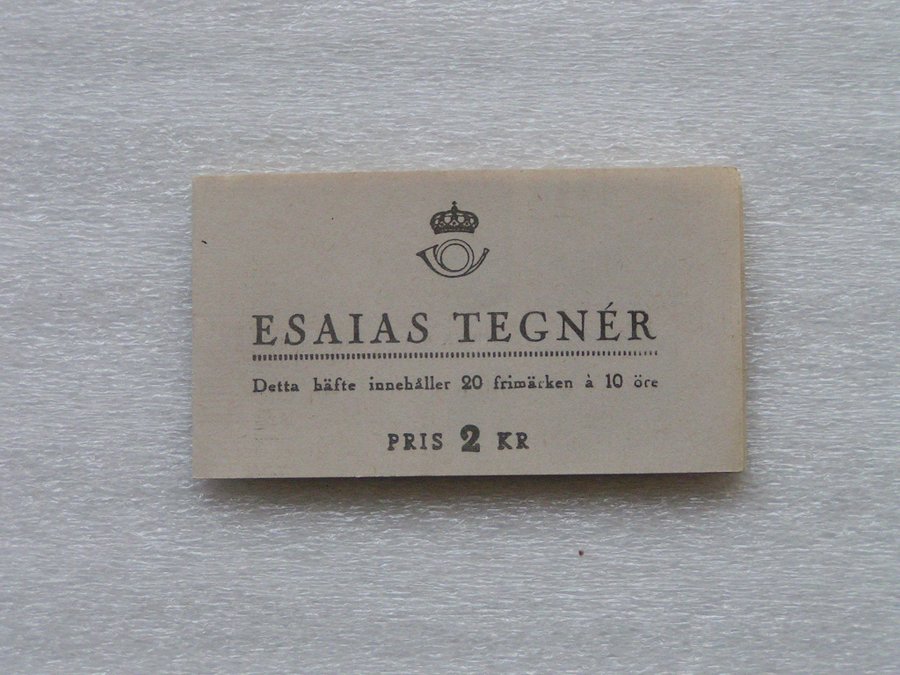 ESAIAS TEGNÉR
Detta häfte innehåller 20 frimärken à 10 öre
PRIS 2 KR